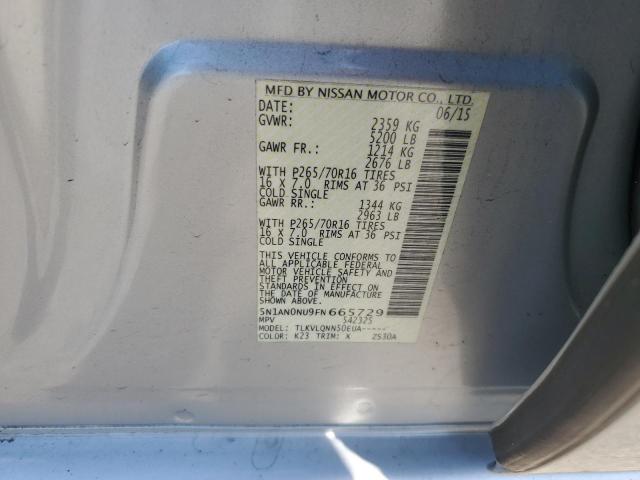 MFD BY NISSAN MOTOR CO., LTD.
DATE: 06/15
GVWR: 2359 KG
5200 LB
GAWR FR.: 1214 KG
2676 LB
WITH P265/70R16 TIRES
16 X 7.0 RIMS AT 36 PSI
COLD SINGLE
GAWR RR.: 1344 KG
2963 LB
WITH P265/70R16 TIRES
16 X 7.0 RIMS AT 36 PSI
COLD SINGLE
THIS VEHICLE CONFORMS TO
ALL APPLICABLE FEDERAL
MOTOR VEHICLE SAFETY AND
THEFT PREVENTION
STANDARDS IN EFFECT ON
THE DATE OF MANUFACTURE
SHOWN ABOVE.
5N1AN0NU9FN665729
MPV 542325
MODEL: TLKVLQNN50EUA-----
COLOR: K23 TRIM: X 2S30A